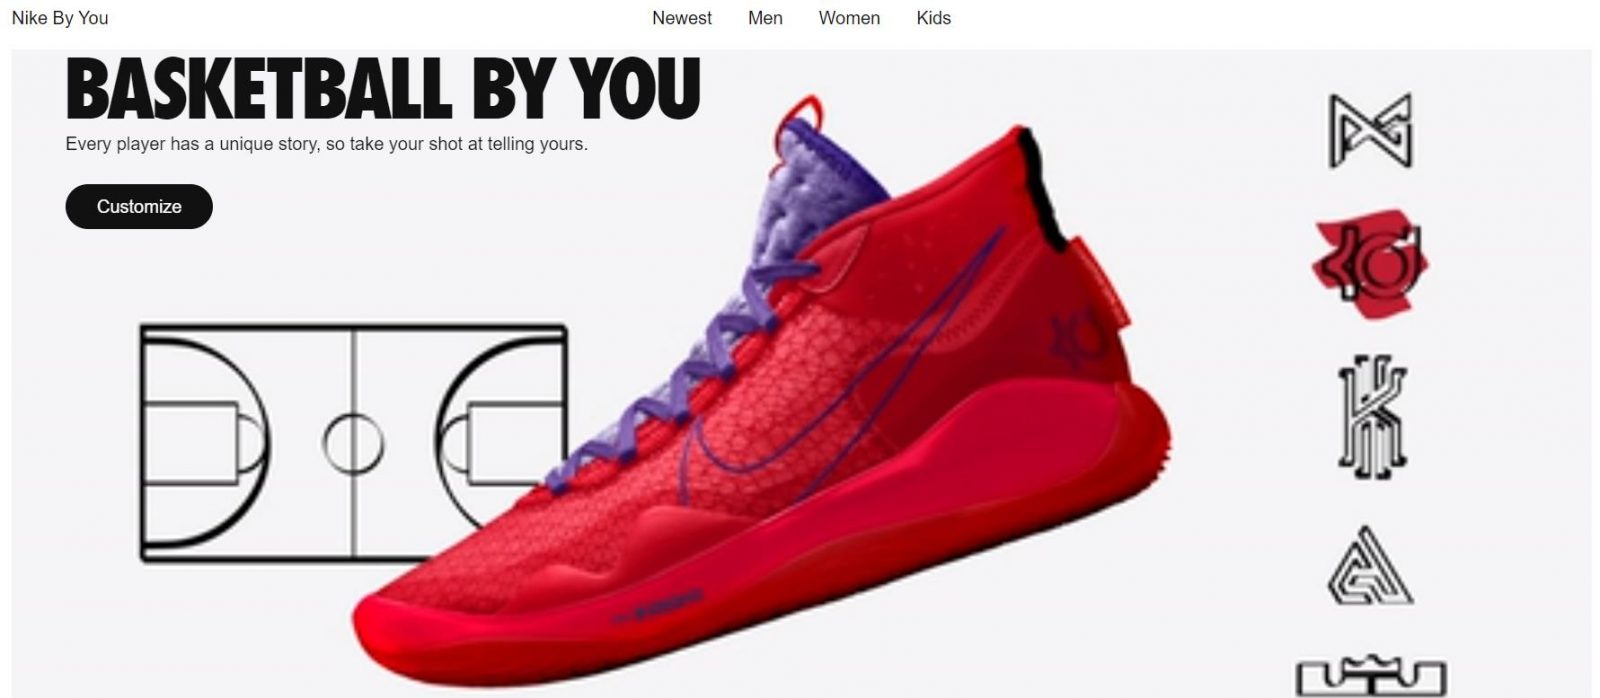 Nike By You
Newest Men Women Kids
BASKETBALL BY YOU
Every player has a unique story, so take your shot at telling yours.
Customize